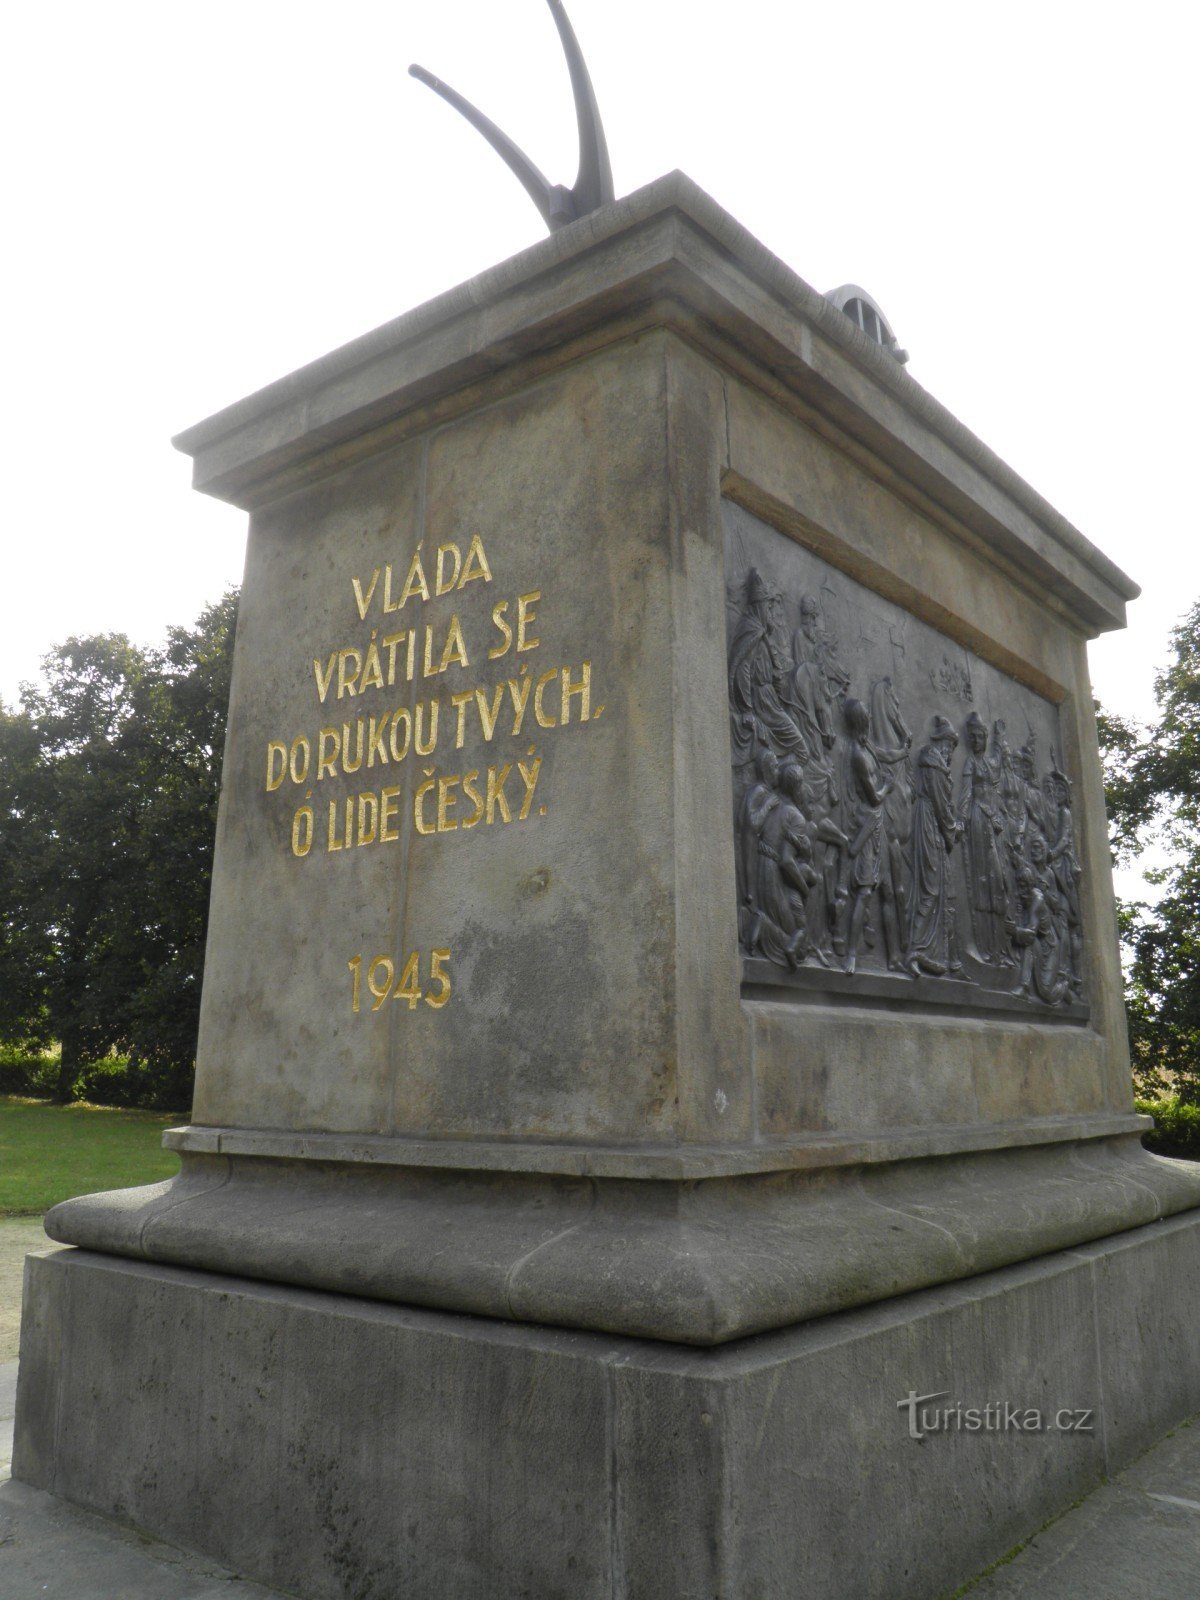 VLÁDA
VRÁTILA SE
DO RUKOU TVÝCH,
Ó LIDE ČESKÝ.
1945
Turistika.cz